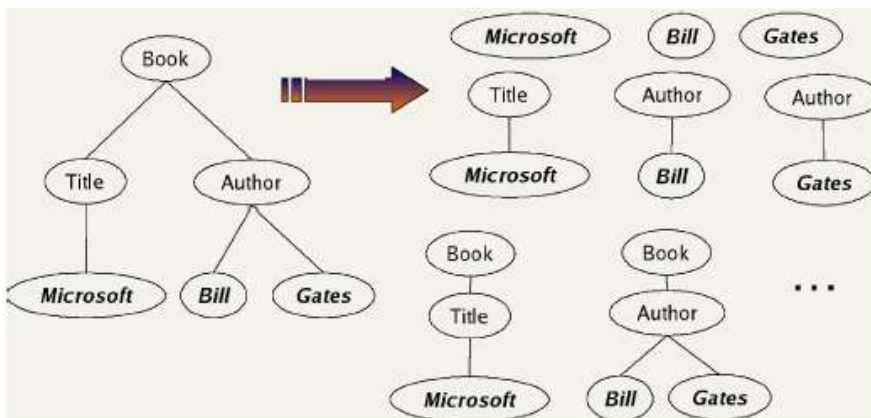 Book
Title Author
Microsoft Bill Gates
Microsoft Bill Gates
Title Author Author
Microsoft Bill Gates
Book Book
Title Author
Microsoft Bill Gates
...